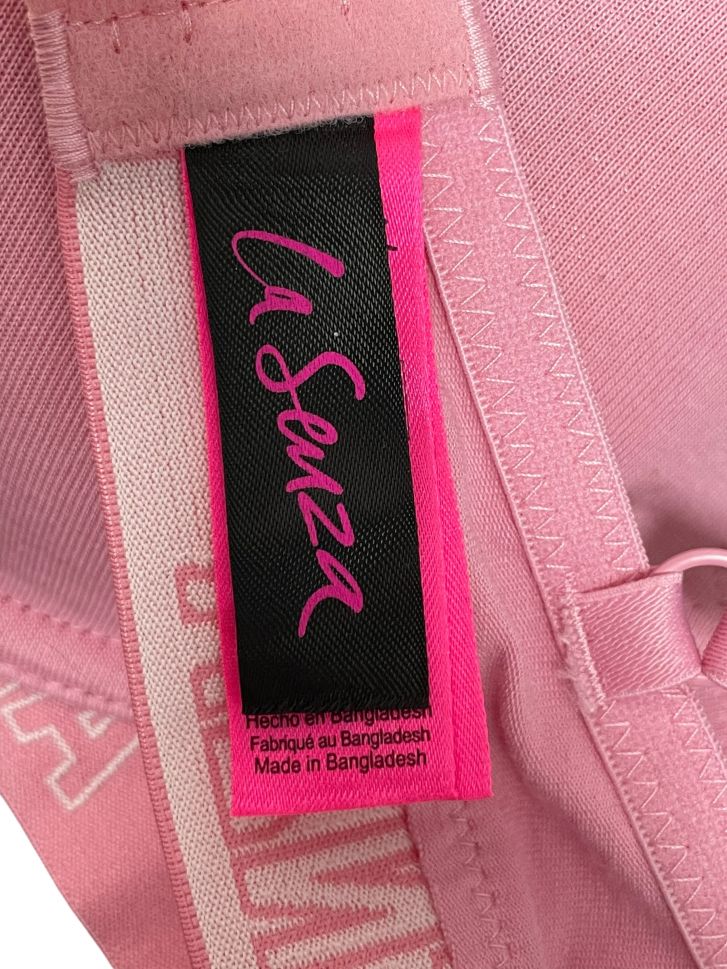 La Senza
Hecho en Bangladesh
Fabriqué au Bangladesh
Made in Bangladesh